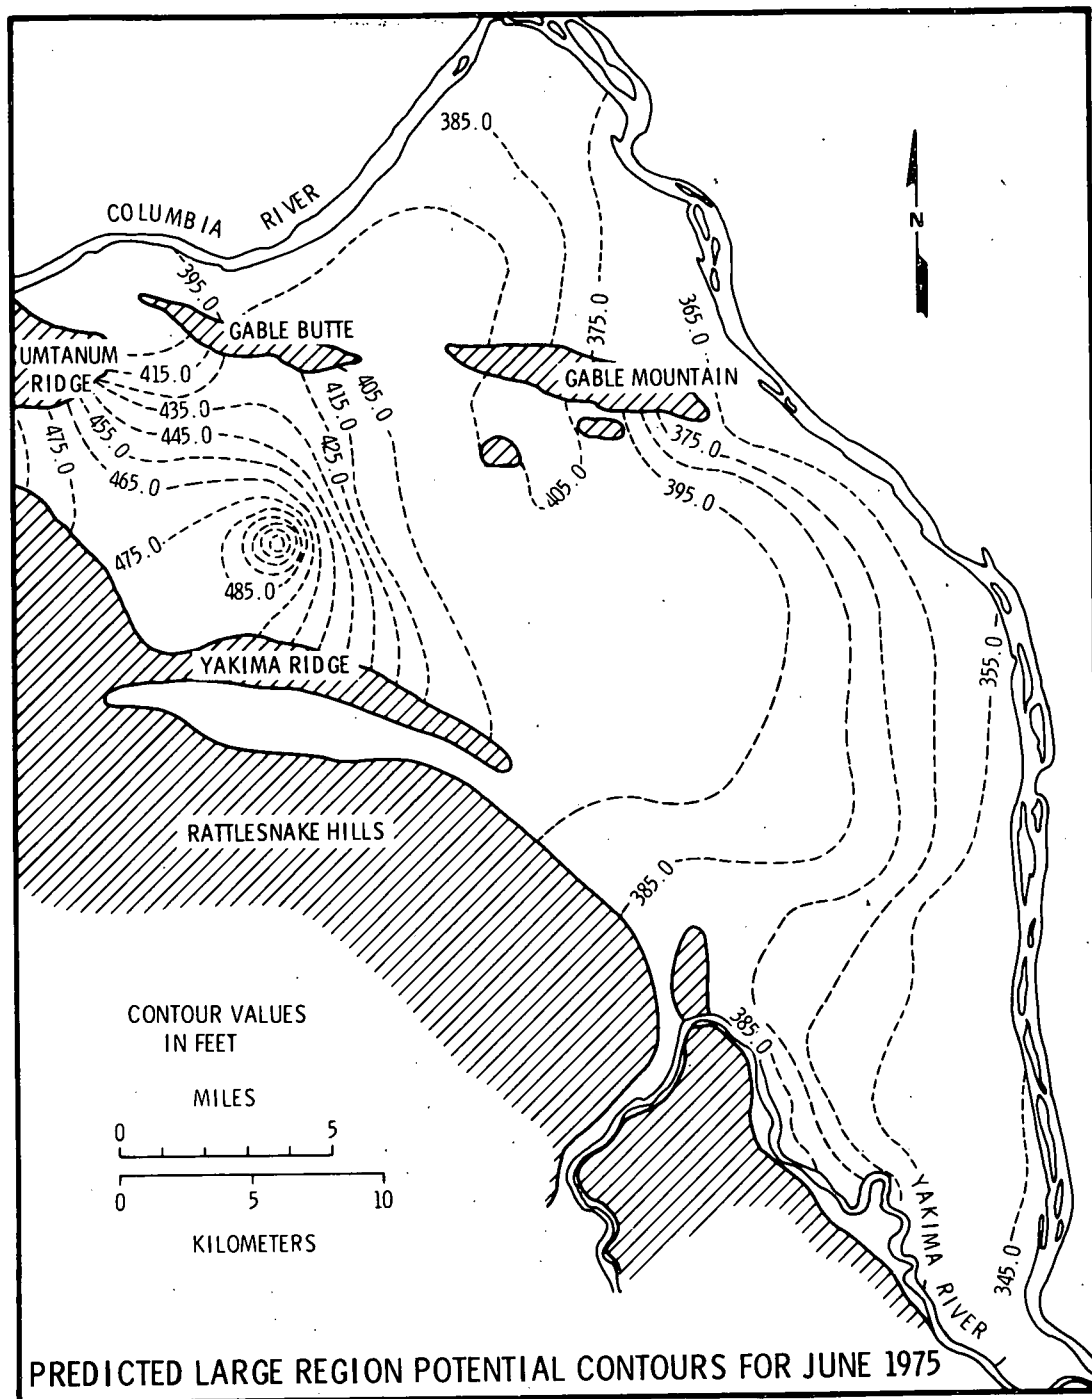 385.0
N
COLUMBIA RIVER
395.0
GABLE BUTTE
375.0
365.0
UMTANUM
RIDGE
415.0
GABLE MOUNTAIN
435.0
415.0
405.0
475.0
455.0
445.0
425.0
375.0
465.0
395.0
405.0
475.0
485.0
YAKIMA RIDGE
355.0
RATTLESNAKE HILLS
385.0
CONTOUR VALUES
IN FEET
385.0
MILES
0 5
0 5 10
KILOMETERS
YAKIMA RIVER
345.0
PREDICTED LARGE REGION POTENTIAL CONTOURS FOR JUNE 1975